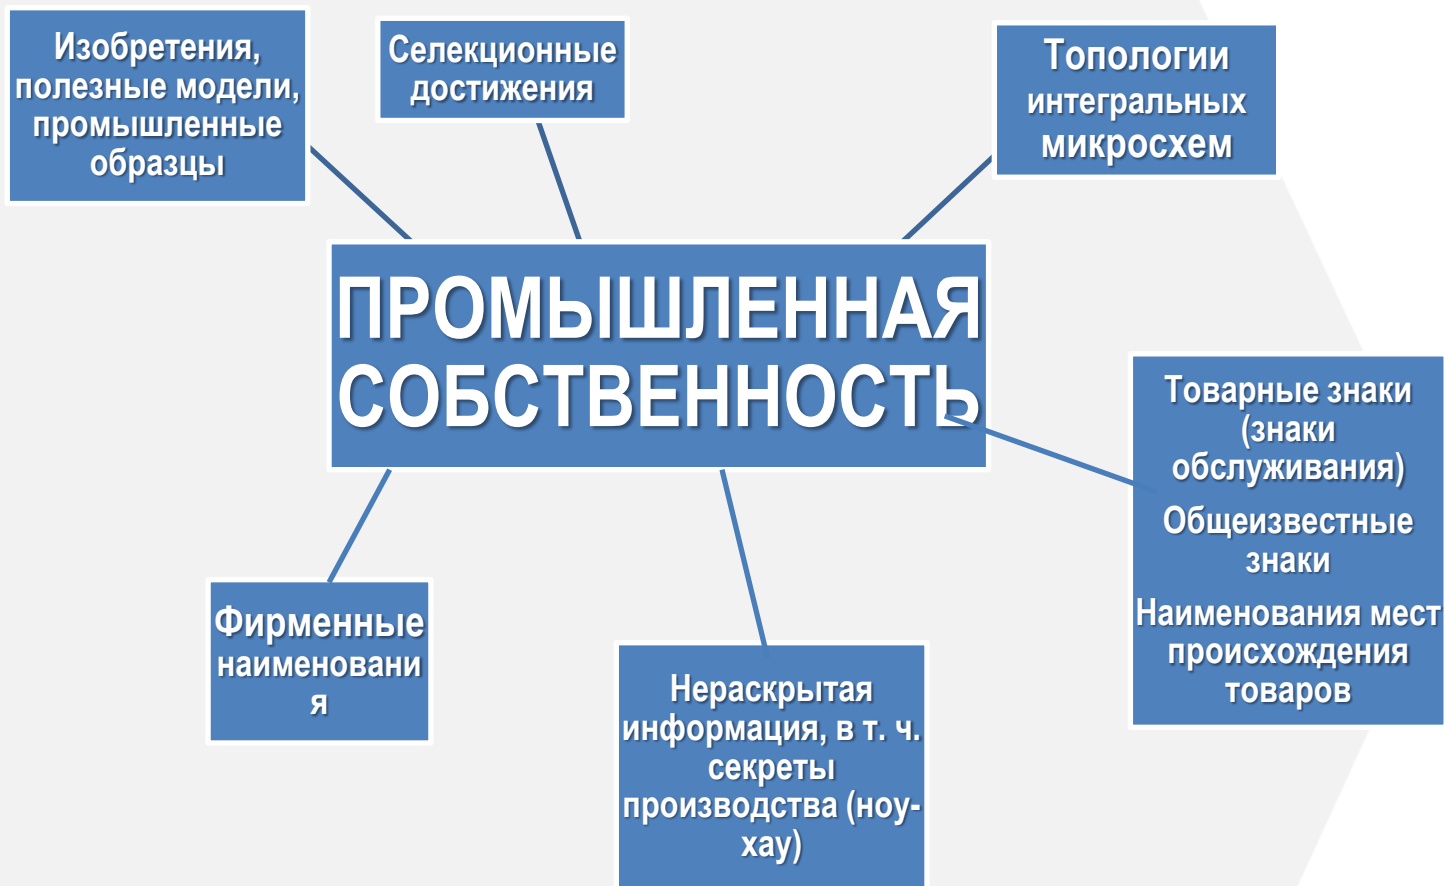 Изобретения,
полезные модели,
промышленные
образцы
Селекционные
достижения
Топологии
интегральных
микросхем
ПРОМЫШЛЕННАЯ
СОБСТВЕННОСТЬ
Товарные знаки
(знаки
обслуживания)
Общеизвестные
знаки
Наименования мест
происхождения
товаров
Фирменные
наименовани
я
Нераскрытая
информация, в т. ч.
секреты
производства (ноу-
хау)